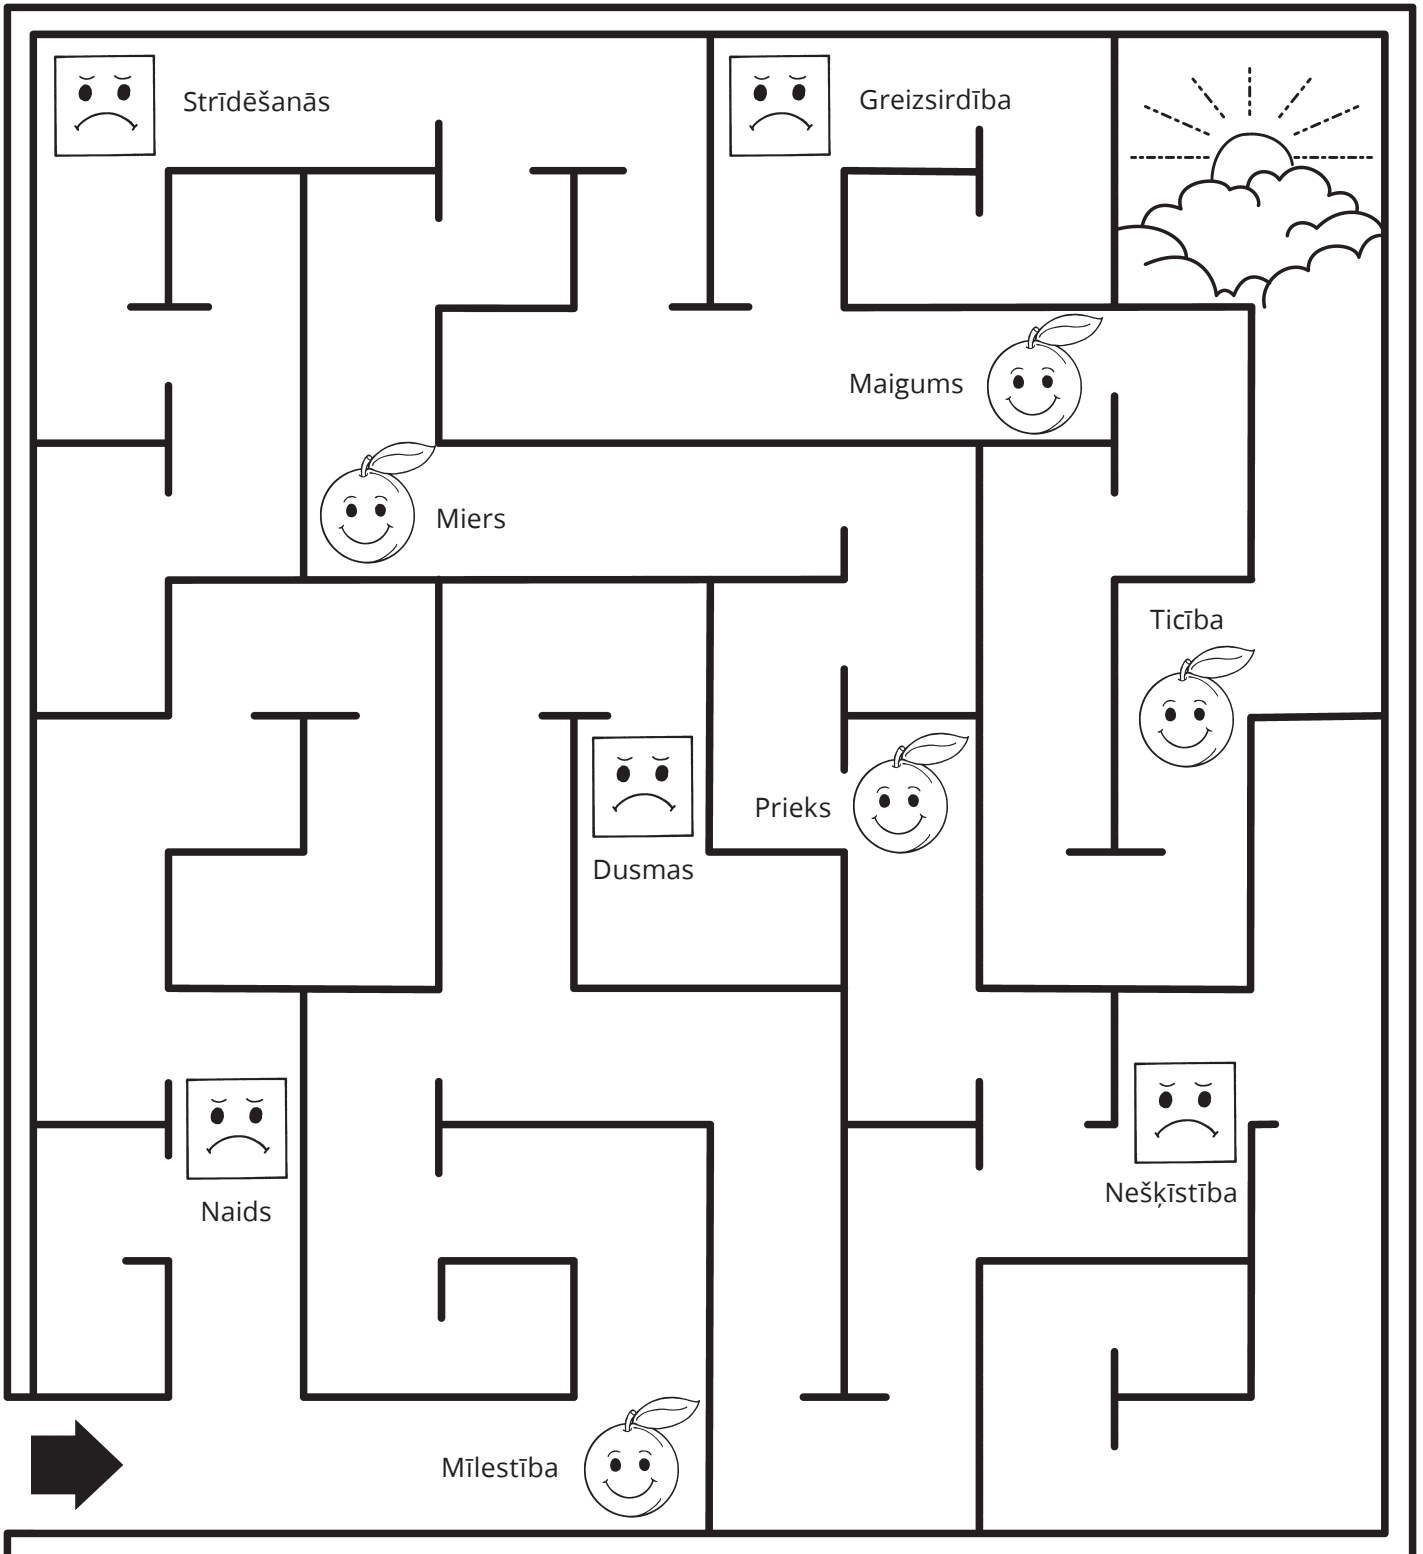 Strīdēšanās
Greizsirdība
Maigums
Miers
Ticība
Prieks
Dusmas
Nešķīstība
Naids
Mīlestība